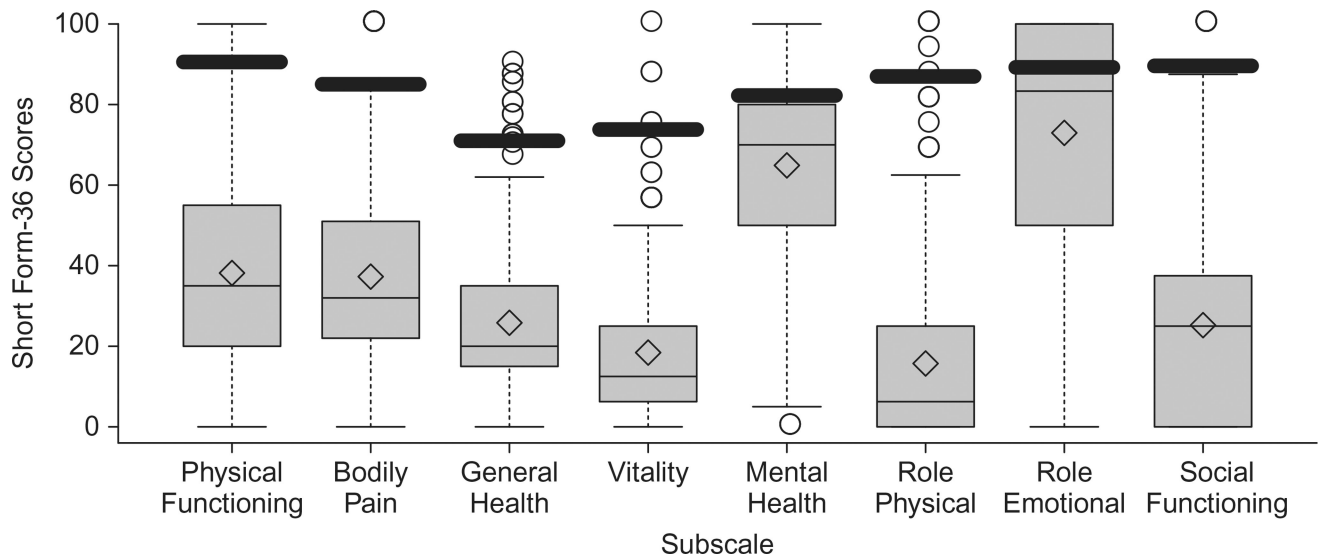 Short Form-36 Scores
100
80
60
40
20
0
Physical
Functioning
Bodily
Pain
General
Health
Vitality
Mental
Health
Role
Physical
Role
Emotional
Social
Functioning
Subscale